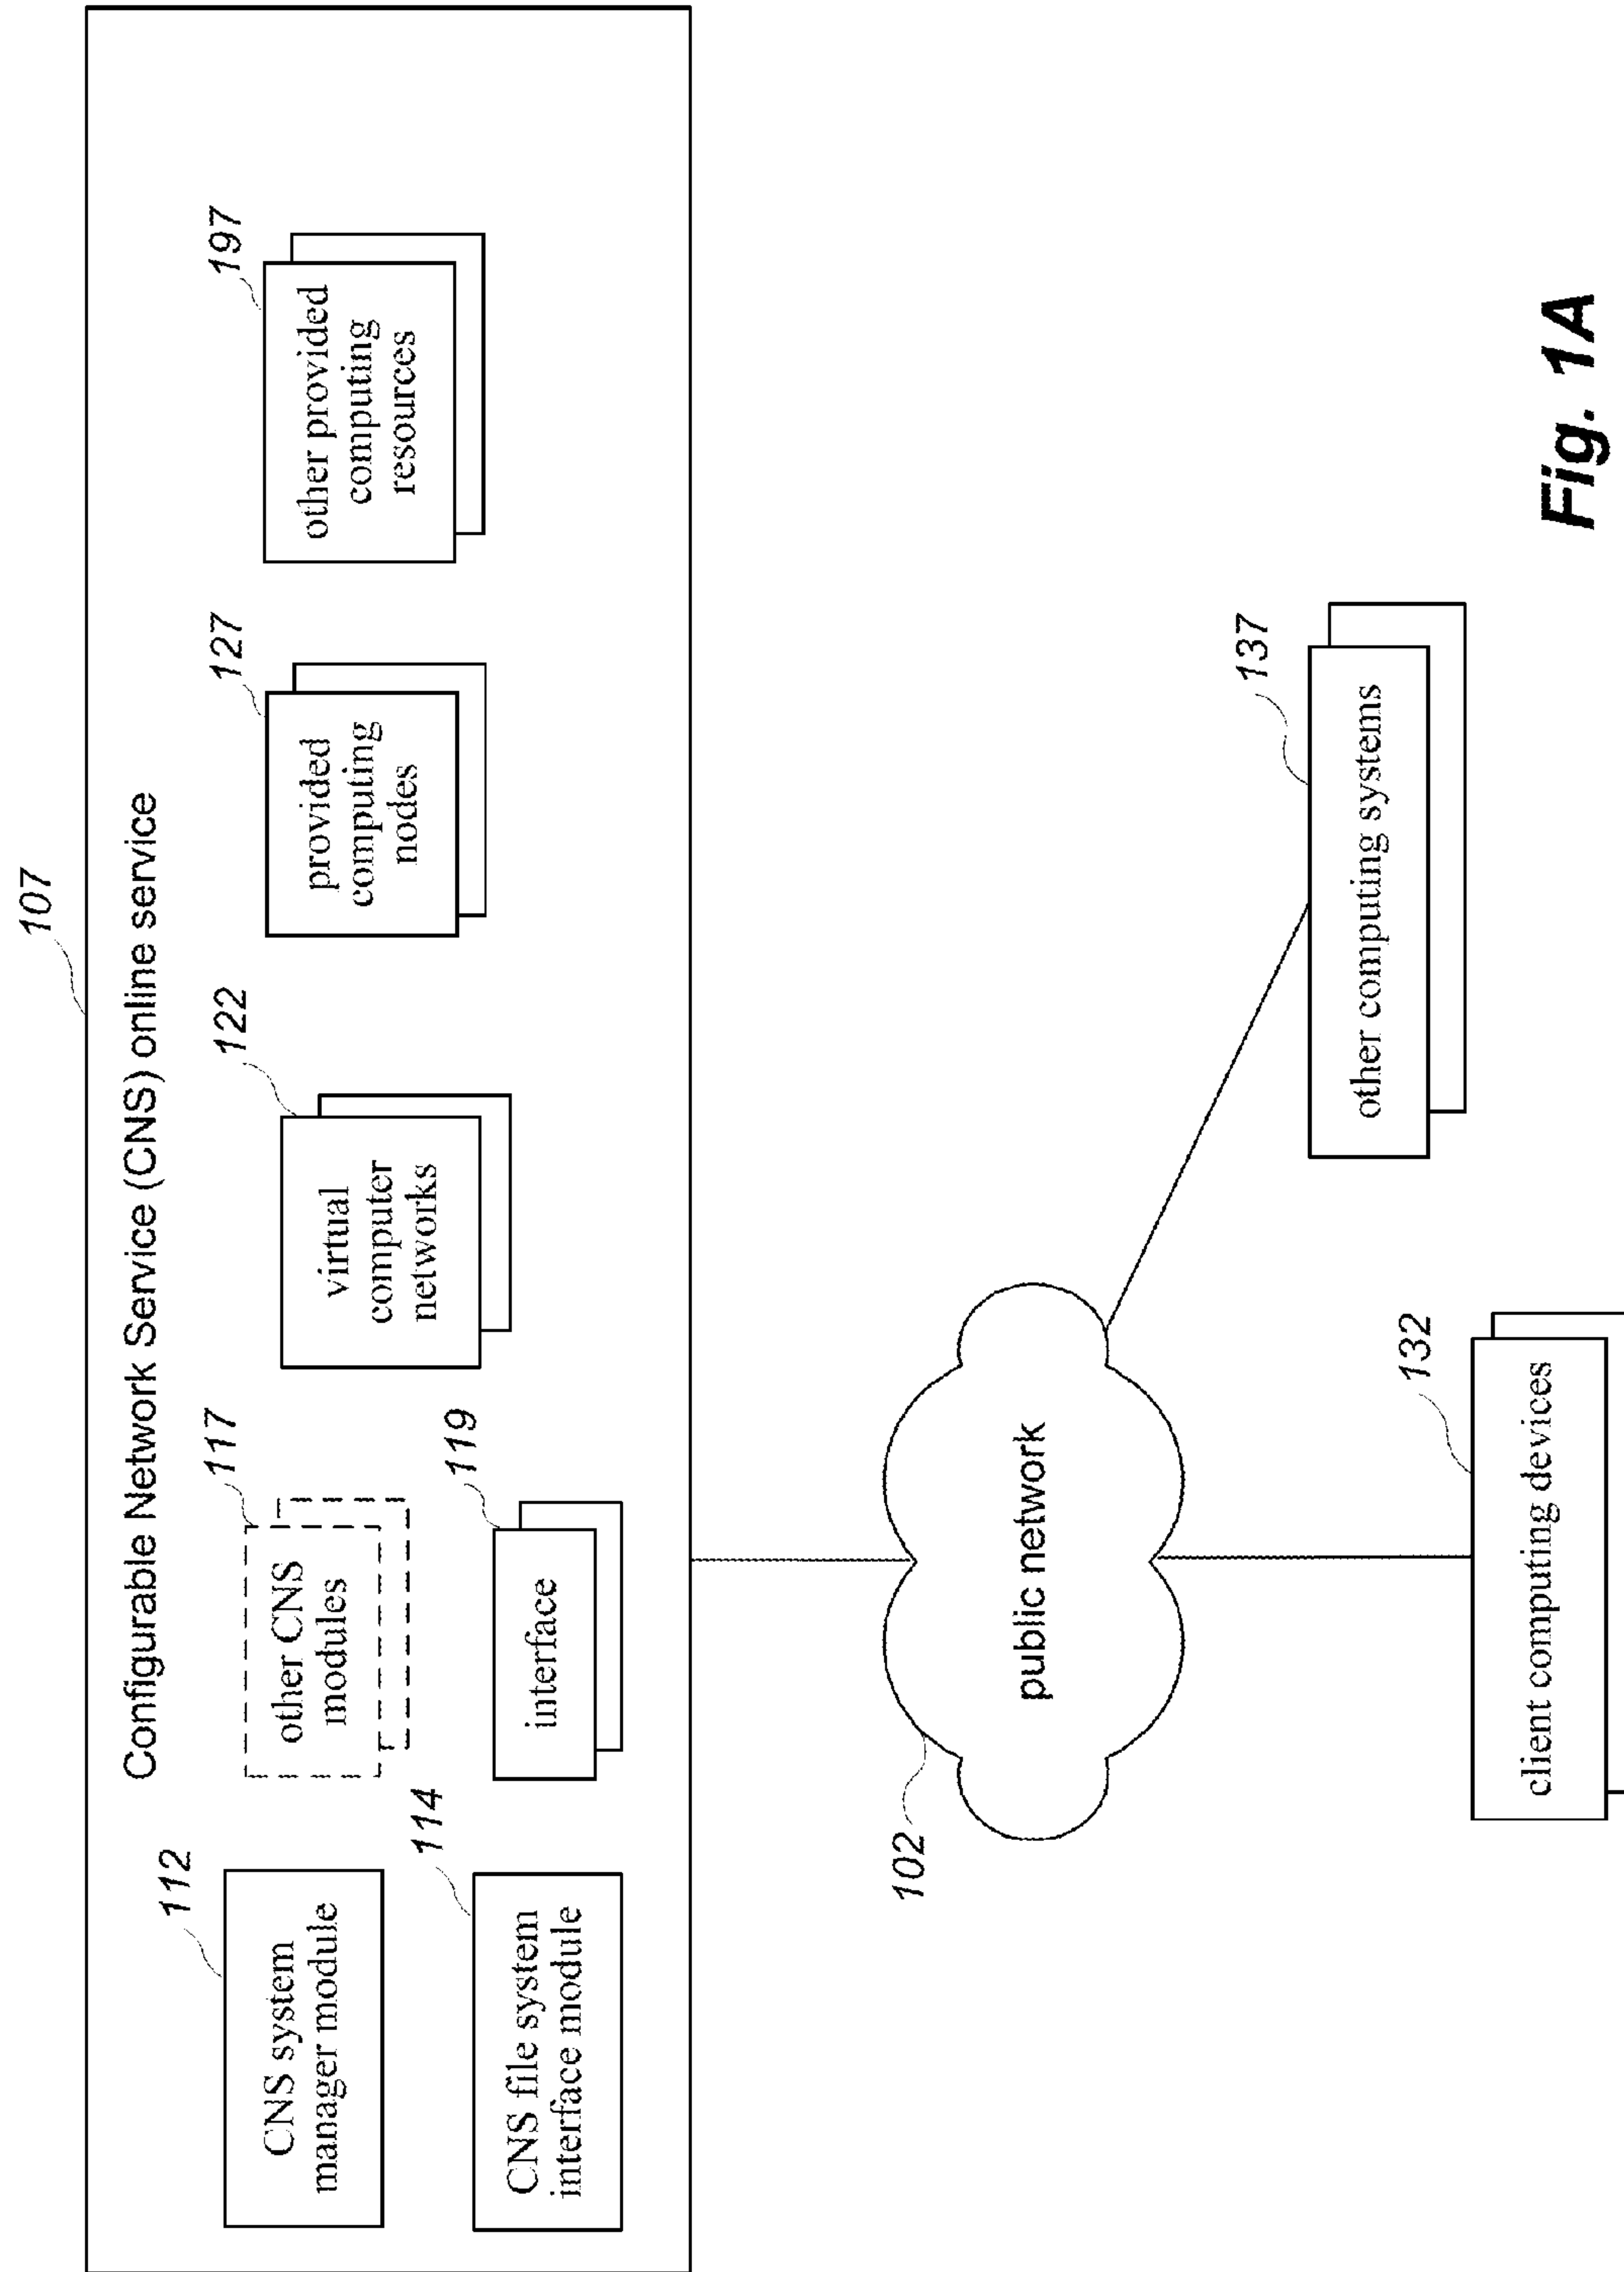 107
Configurable Network Service (CNS) online service
112
CNS system
manager module
114
CNS file system
interface module
117
other CNS
modules
119
interface
122
virtual
computer
networks
127
provided
computing
nodes
197
other provided
computing
resources
102
public network
132
client computing devices
137
other computing systems
Fig. 1A